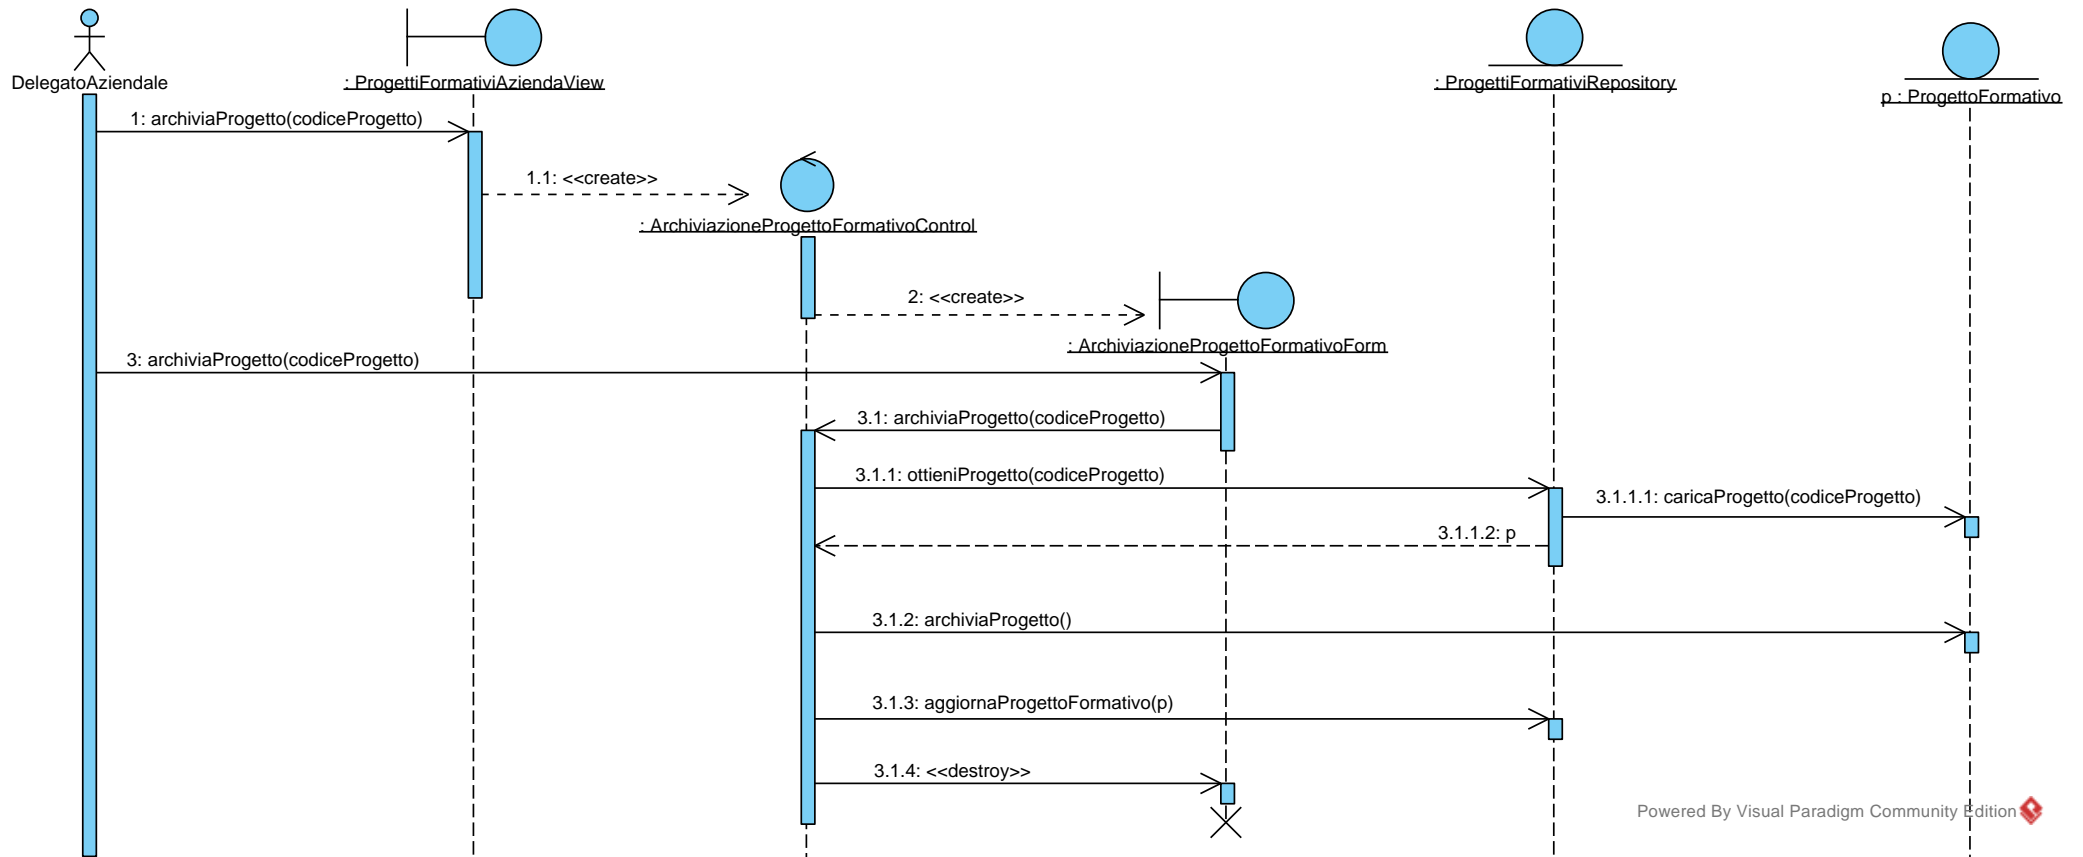 DelegatoAziendale
: ProgettiFormativiAziendaView
: ProgettiFormativiRepository
p : ProgettoFormativo
1: archiviaProgetto(codiceProgetto)
1.1: <<create>>
: ArchiviazioneProgettoFormativoControl
2: <<create>>
: ArchiviazioneProgettoFormativoForm
3: archiviaProgetto(codiceProgetto)
3.1: archiviaProgetto(codiceProgetto)
3.1.1: ottieniProgetto(codiceProgetto)
3.1.1.1: caricaProgetto(codiceProgetto)
3.1.1.2: p
3.1.2: archiviaProgetto()
3.1.3: aggiornaProgettoFormativo(p)
3.1.4: <<destroy>>
Powered By Visual Paradigm Community Edition